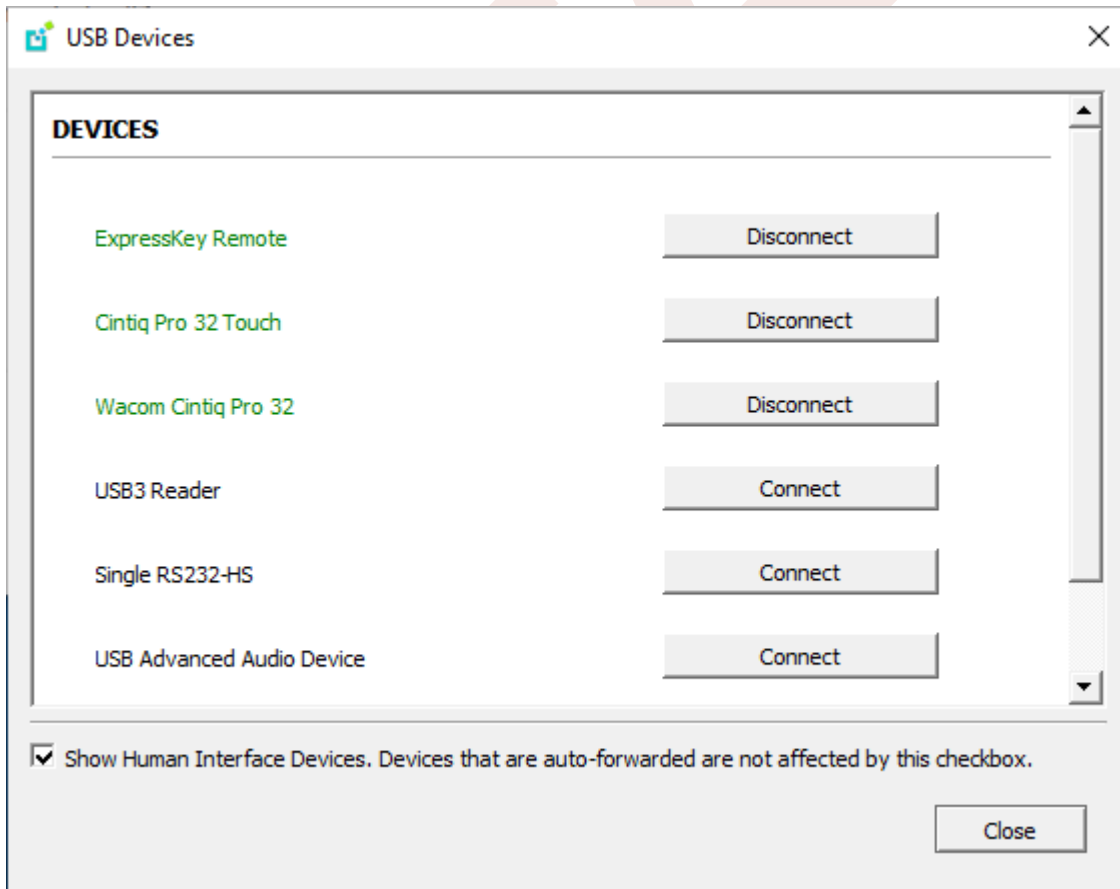 USB Devices
DEVICES
ExpressKey Remote Disconnect
Cintiq Pro 32 Touch Disconnect
Wacom Cintiq Pro 32 Disconnect
USB3 Reader Connect
Single RS232-HS Connect
USB Advanced Audio Device Connect
Show Human Interface Devices. Devices that are auto-forwarded are not affected by this checkbox.
Close